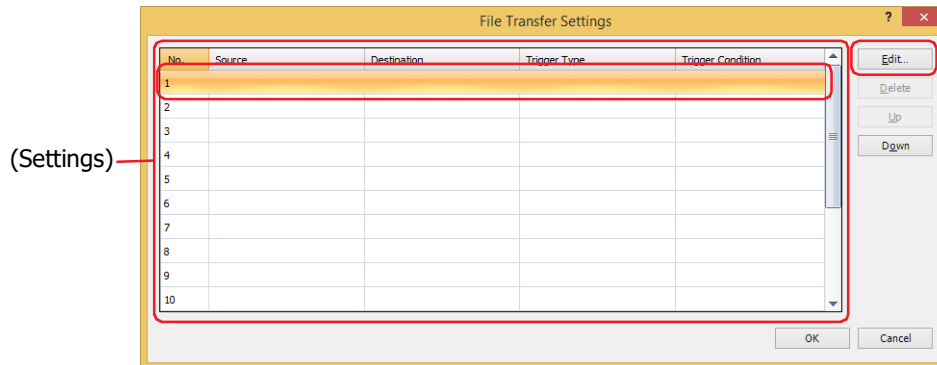 File Transfer Settings
?
No. Source Destination Trigger Type Trigger Condition
1
2
3
4
5
6
7
8
9
10
Edit...
Delete
Up
Down
(Settings)
OK Cancel